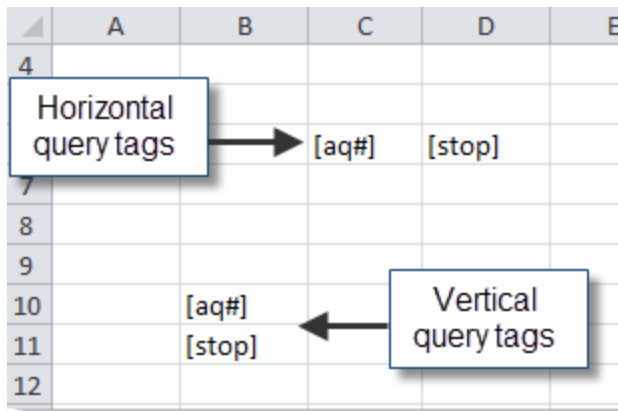 A B C D E
4
Horizontal
query tags
[aq#] [stop]
7
8
9
10 [aq#]
11 [stop]
12
Vertical
query tags